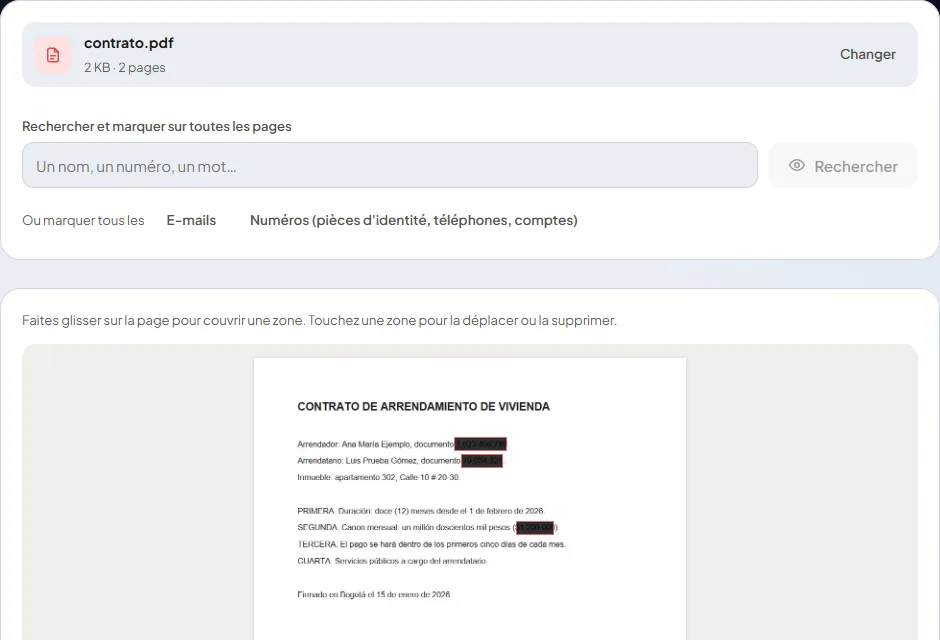 contrato.pdf
2 KB · 2 pages
Changer
Rechercher et marquer sur toutes les pages
Un nom, un numéro, un mot...
Rechercher
Ou marquer tous les E-mails Numéros (pièces d'identité, téléphones, comptes)
Faites glisser sur la page pour couvrir une zone. Touchez une zone pour la déplacer ou la supprimer.
CONTRATO DE ARRENDAMIENTO DE VIVIENDA
Arrendador: Ana María Ejemplo, documento
Arrendatario: Luis Prueba Gómez, documento
Inmueble: apartamento 302, Calle 10 # 20-30.
PRIMERA. Duración: doce (12) meses desde el 1 de febrero de 2026.
SEGUNDA. Canon mensual: un millón doscientos mil pesos (
TERCERA. El pago se hará dentro de los primeros cinco días de cada mes.
CUARTA. Servicios públicos a cargo del arrendatario
Firmado en Bogotá el 15 de enero de 2026